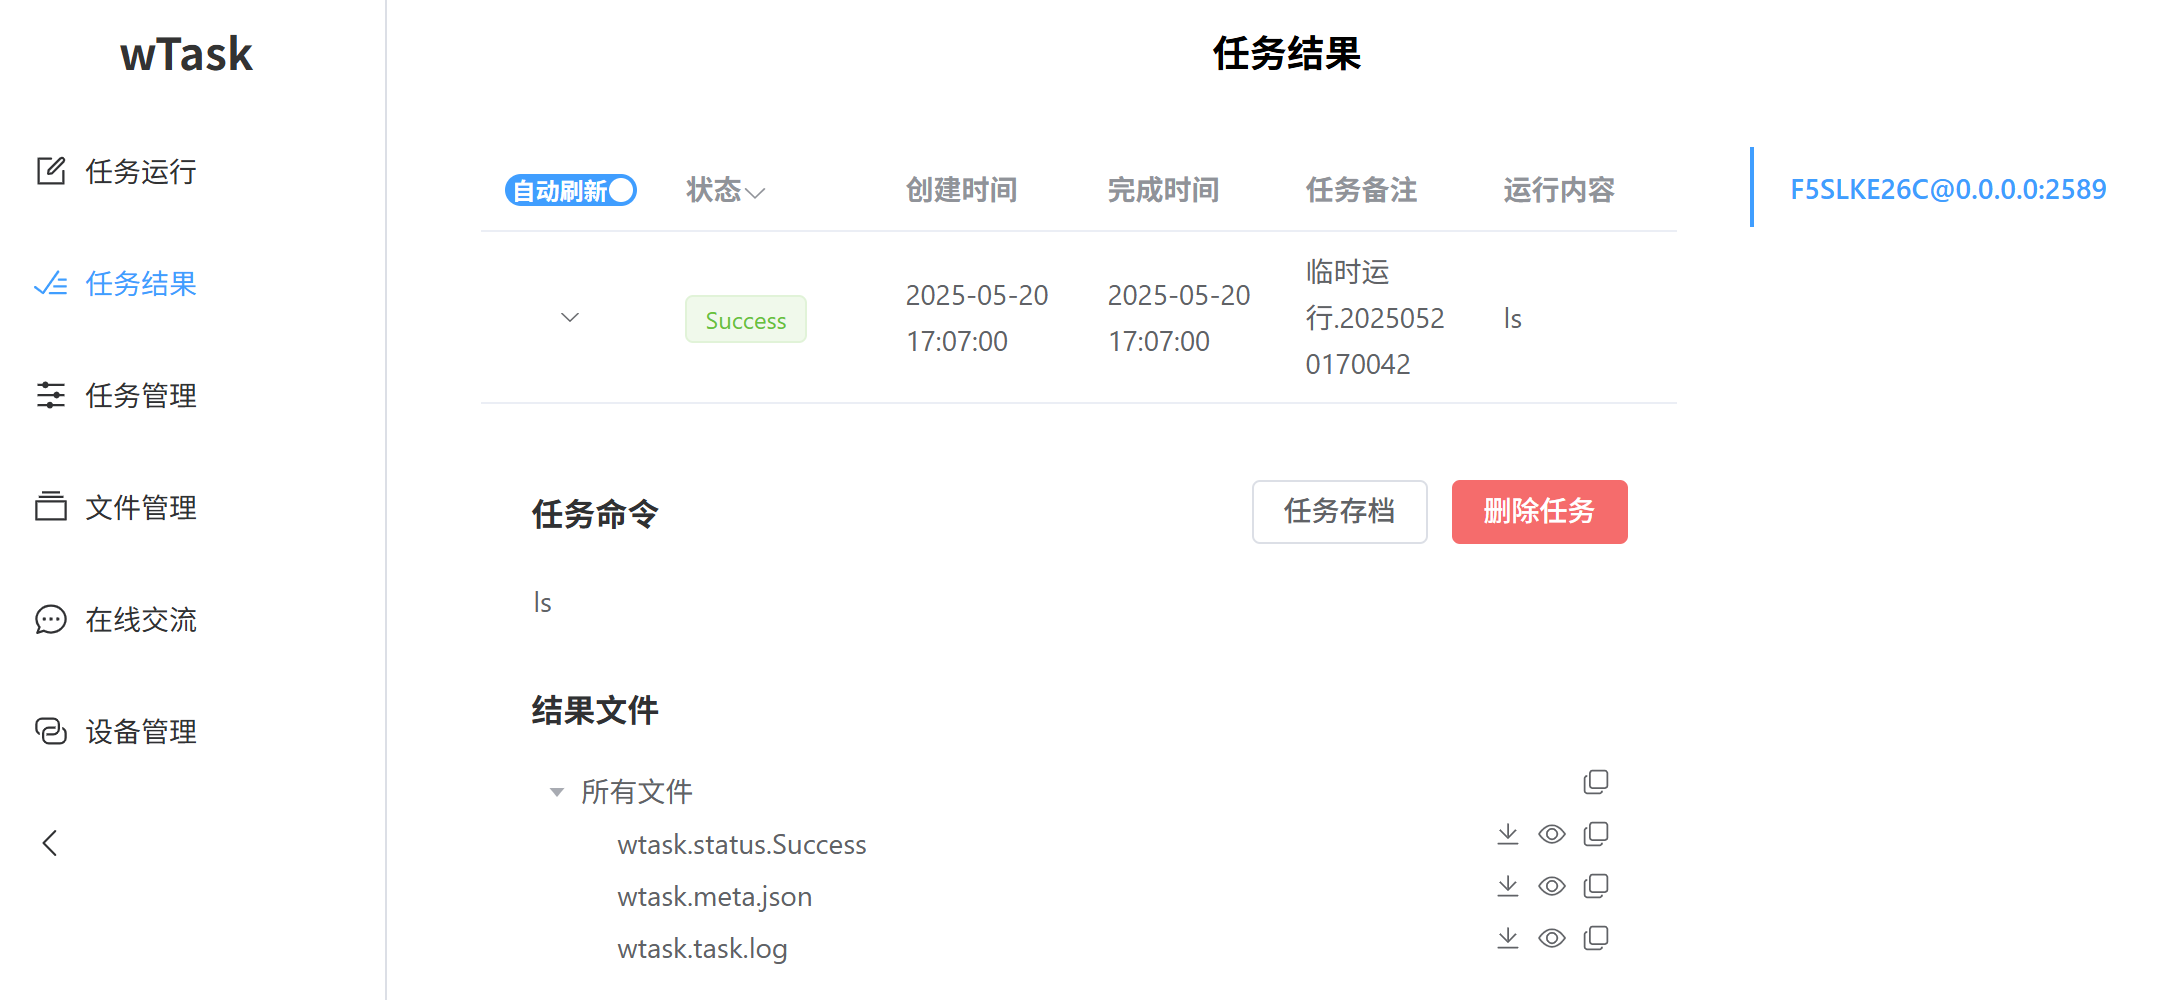 wTask
任务运行
任务结果
任务管理
文件管理
在线交流
设备管理
任务结果
自动刷新 状态 创建时间 完成时间 任务备注 运行内容
Success
2025-05-20
17:07:00
2025-05-20
17:07:00
临时运
行.2025052
0170042
ls
任务命令
任务存档 删除任务
ls
结果文件
所有文件
wtask.status.Success
wtask.meta.json
wtask.task.log
F5SLKE26C@0.0.0.0:2589